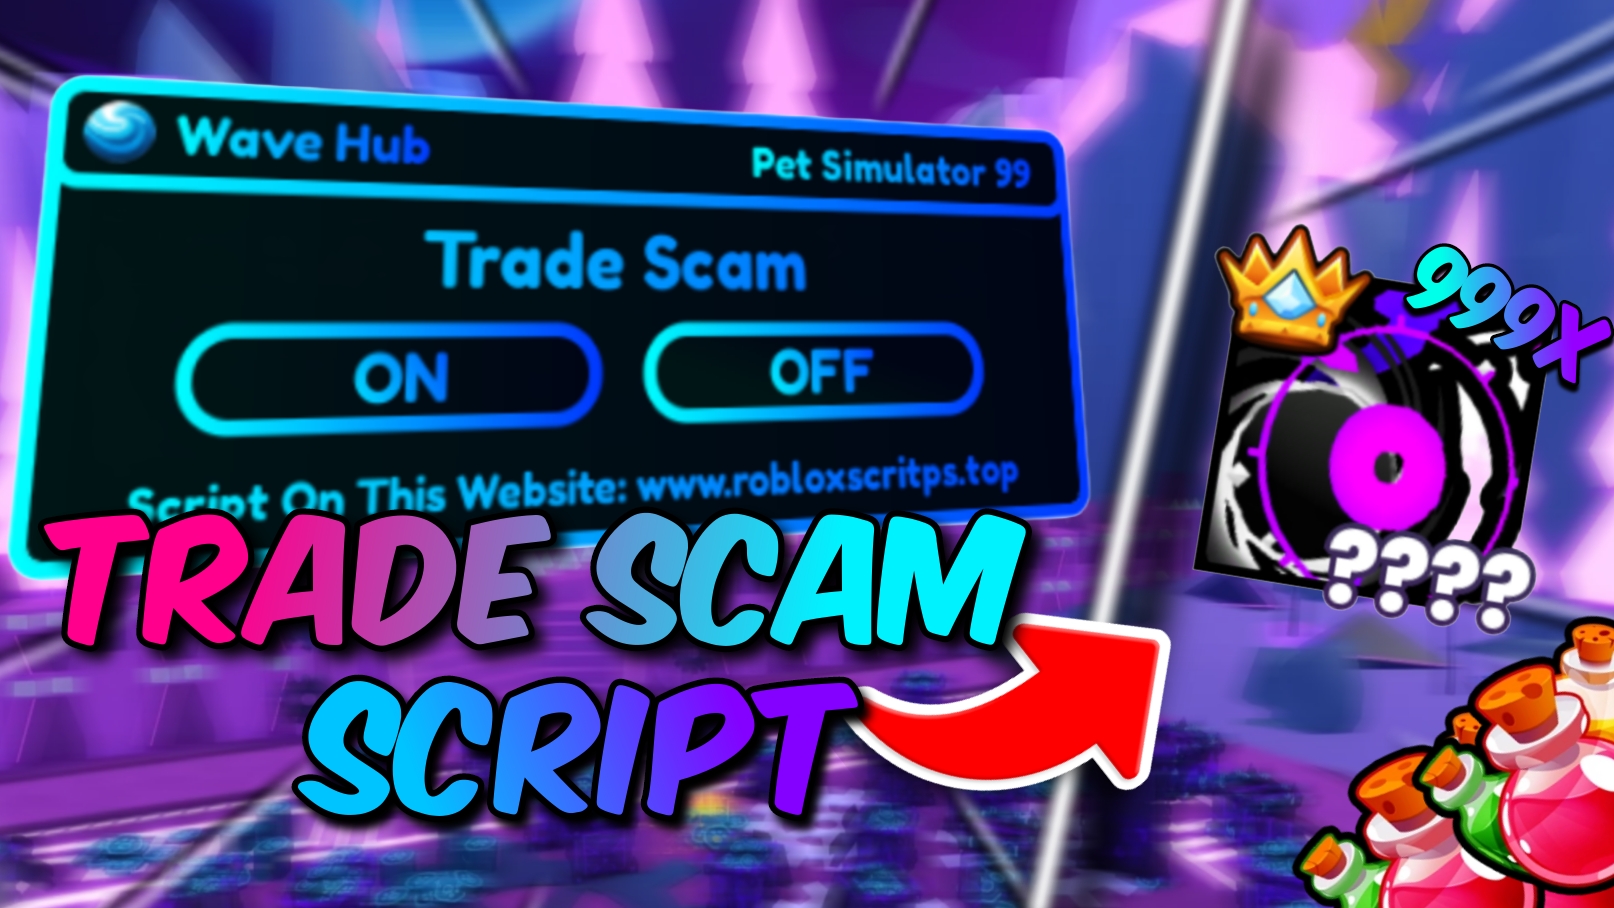 Wave Hub
Pet Simulator 99
Trade Scam
ON
OFF
Script On This Website: www.robloxscritps.top
TRADE SCAM
SCRIPT
999X
????